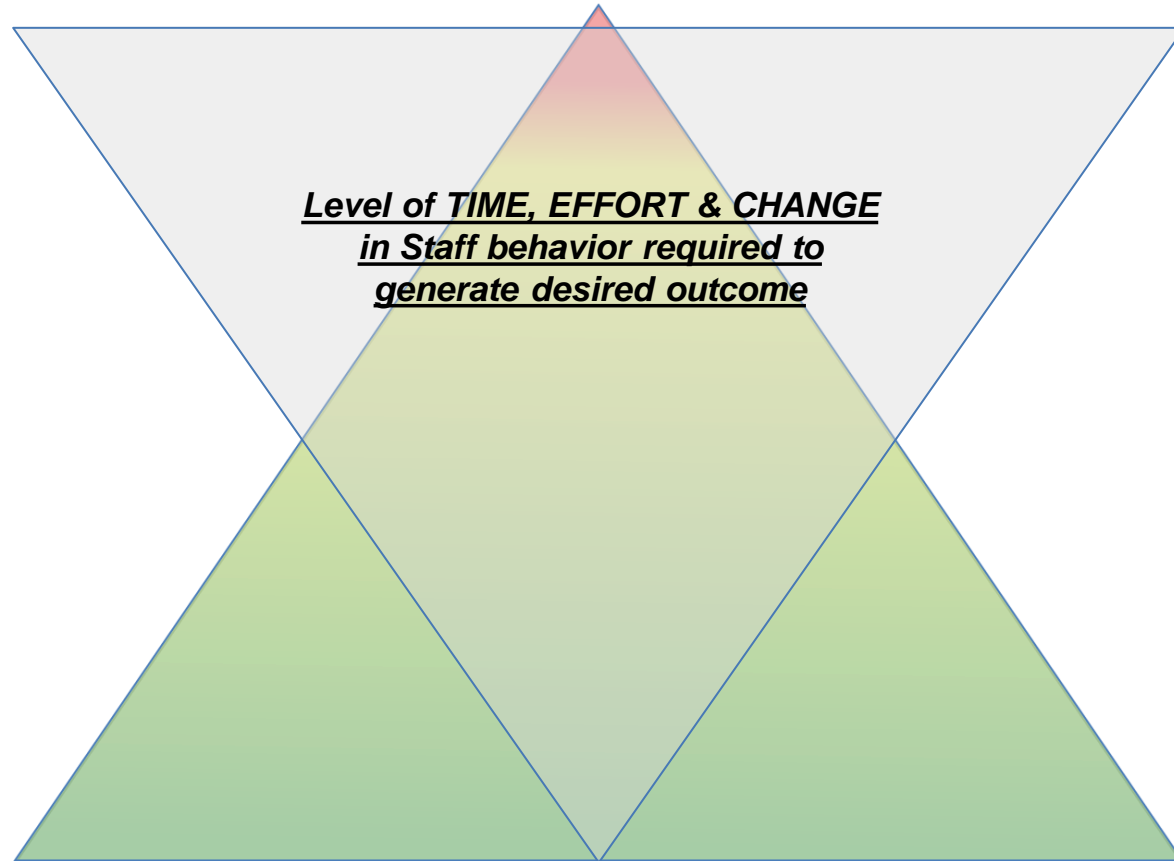 Level of TIME, EFFORT & CHANGE
in Staff behavior required to
generate desired outcome